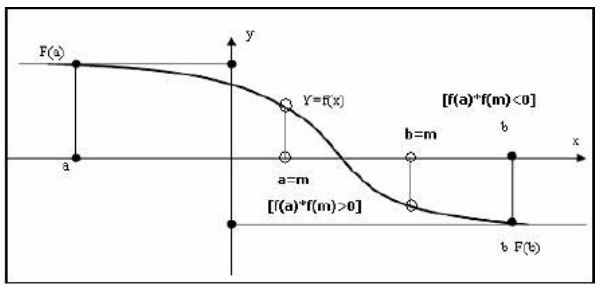 y
F(a)
Y=f(x)
[f(a)*f(m)<0]
b=m
b
x
a
a=m
[f(a)*f(m)>0]
b F(b)